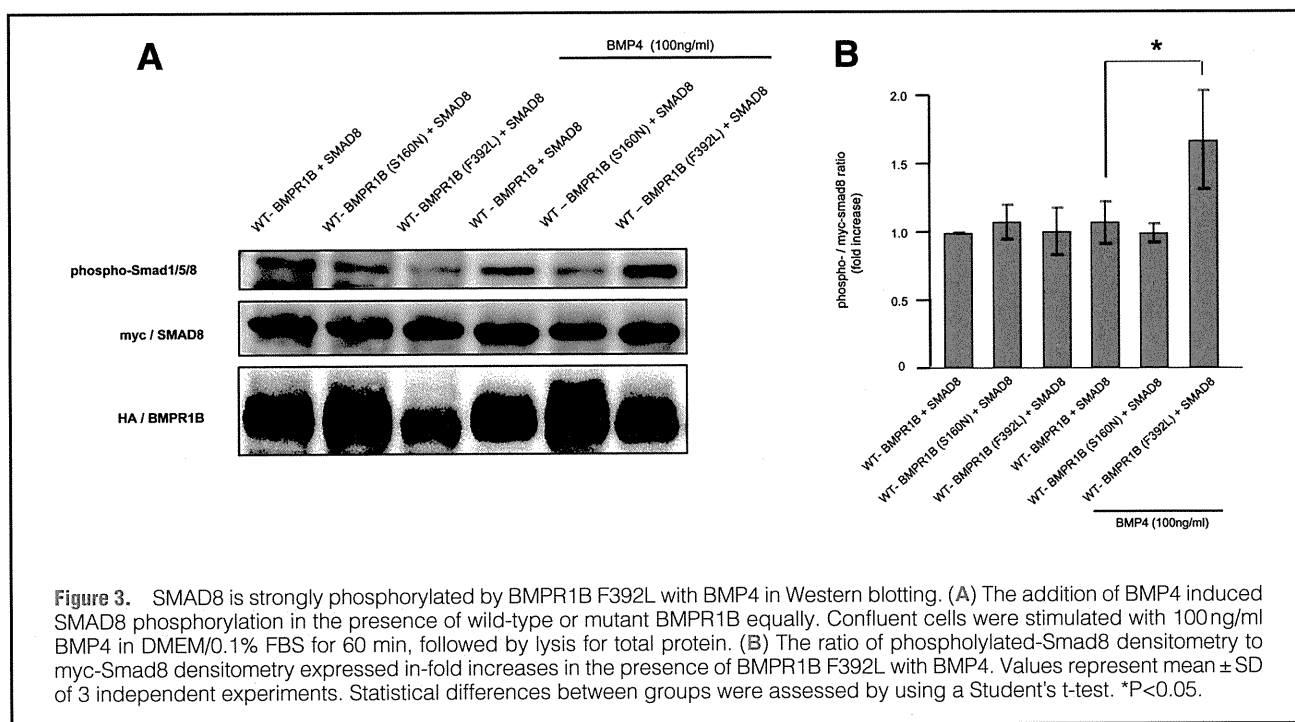 A
BMP4 (100ng/ml)
WT- BMPR1B + SMAD8
WT- BMPR1B (S160N) + SMAD8
WT- BMPR1B (F392L) + SMAD8
WT- BMPR1B + SMAD8
WT – BMPR1B (S160N) + SMAD8
WT – BMPR1B (F392L) + SMAD8
phospho-Smad1/5/8
myc / SMAD8
HA / BMPR1B
B
*
phospho- / myc-smad8 ratio
(fold increase)
2.0
1.5
1.0
0.5
0
WT- BMPR1B + SMAD8
WT- BMPR1B (S160N) + SMAD8
WT- BMPR1B (F392L) + SMAD8
WT- BMPR1B + SMAD8
WT- BMPR1B (S160N) + SMAD8
WT- BMPR1B (F392L) + SMAD8
BMP4 (100ng/ml)
Figure 3. SMAD8 is strongly phosphorylated by BMPR1B F392L with BMP4 in Western blotting. (A) The addition of BMP4 induced
SMAD8 phosphorylation in the presence of wild-type or mutant BMPR1B equally. Confluent cells were stimulated with 100 ng/ml
BMP4 in DMEM/0.1% FBS for 60 min, followed by lysis for total protein. (B) The ratio of phospholylated-Smad8 densitometry to
myc-Smad8 densitometry expressed in-fold increases in the presence of BMPR1B F392L with BMP4. Values represent mean ± SD
of 3 independent experiments. Statistical differences between groups were assessed by using a Student's t-test. *P<0.05.